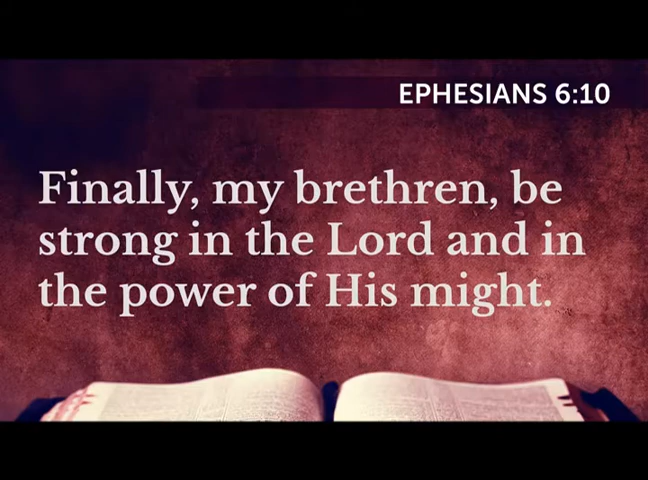 EPHESIANS 6:10
Finally, my brethren, be
strong in the Lord and in
the power of His might.